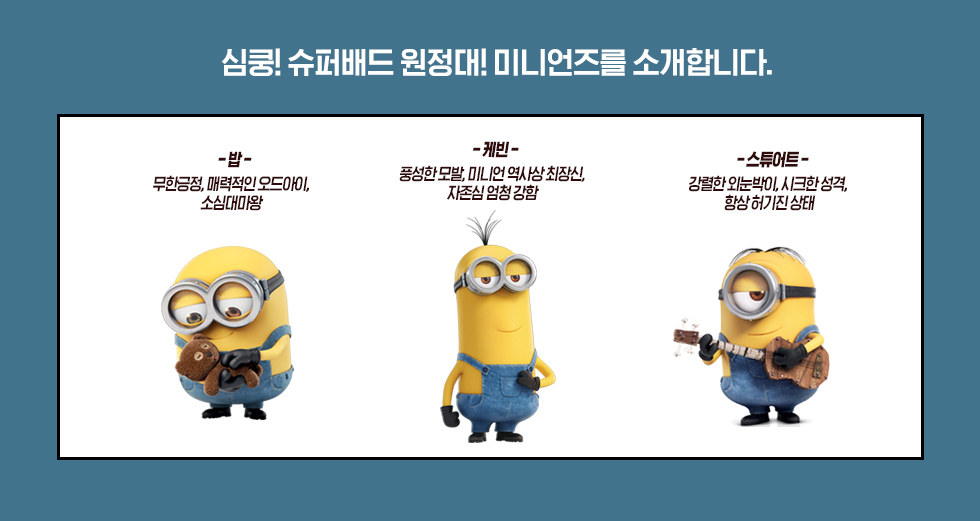 심쿵! 슈퍼배드 원정대! 미니언즈를 소개합니다.
- 밥 -
무한긍정, 매력적인 오드아이,
소심대마왕
- 케빈 -
풍성한 모발, 미니언 역사상 최장신,
자존심 엄청 강함
- 스튜어트 -
강렬한 외눈박이, 시크한 성격,
항상 허기진 상태